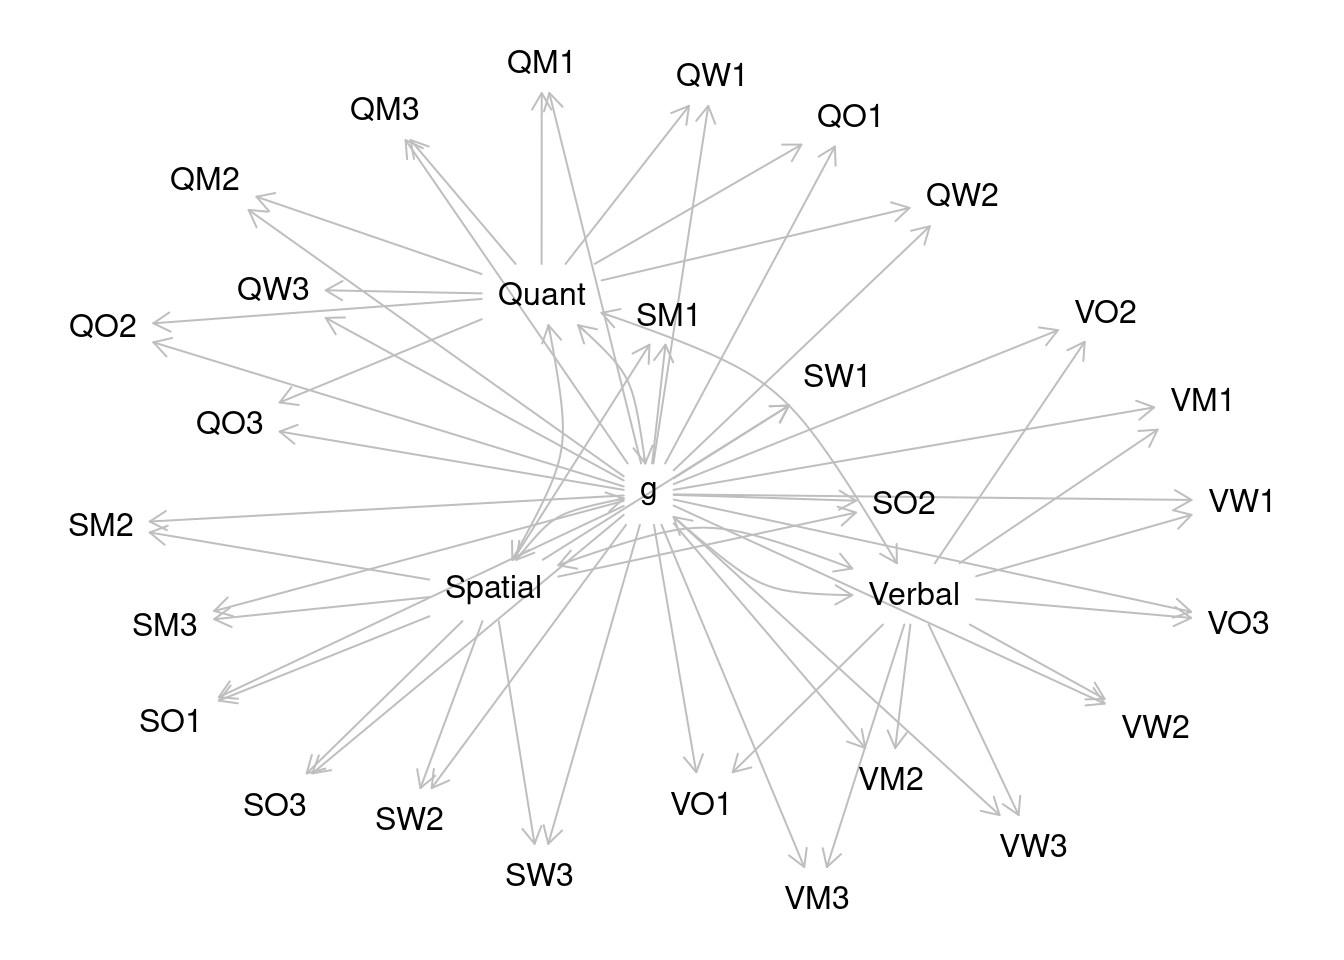 QM1
QW1
QM3
QO1
QM2
QW2
QW3
Quant
SM1
VO2
QO2
SW1
VM1
QO3
g
SO2
VW1
SM2
Spatial
Verbal
SM3
VO3
SO1
VW2
VM2
SO3
VO1
SW2
VW3
SW3
VM3